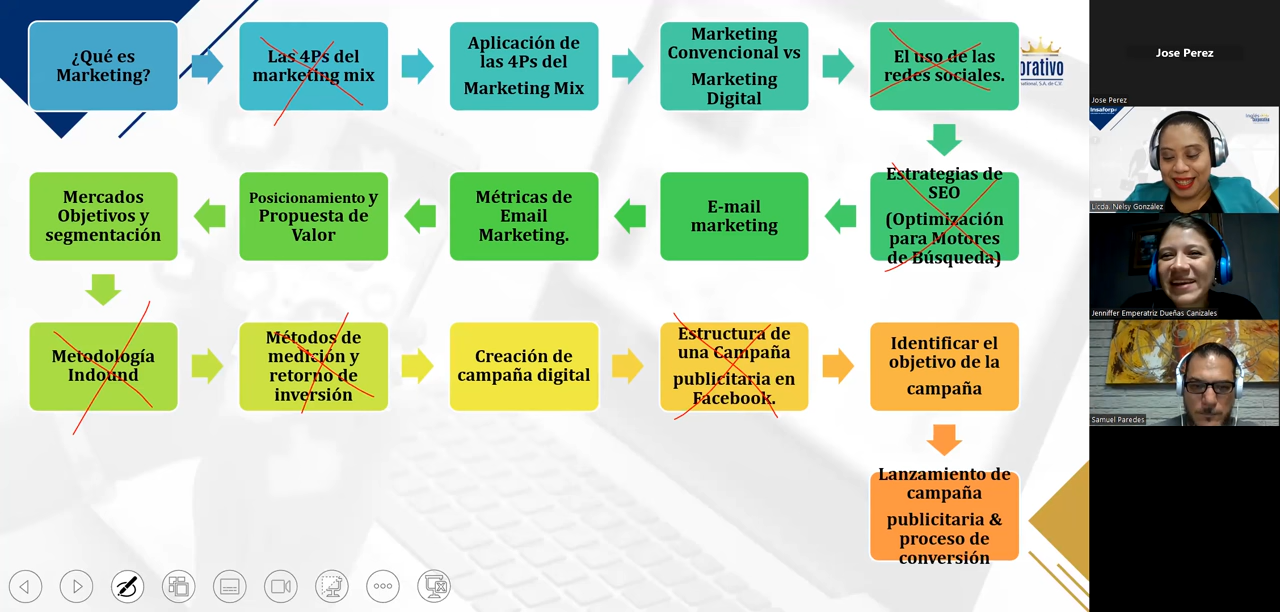 ¿Qué es
Marketing?
Las 4Ps del
marketing mix
Aplicación de
las 4Ps del
Marketing Mix
Marketing
Convencional vs
Marketing
Digital
El uso de las
redes sociales.
Estrategias de
SEO
(Optimización
para Motores
de Búsqueda)
E-mail
marketing
Métricas de
Email
Marketing.
Posicionamiento y
Propuesta de
Valor
Mercados
Objetivos y
segmentación
Metodología
Indound
Métodos de
medición y
retorno de
inversión
Creación de
campaña digital
Estructura de
una Campaña
publicitaria en
Facebook.
Identificar el
objetivo de la
campaña
Lanzamiento de
campaña
publicitaria &
proceso de
conversión
orativo
Jose Perez
Jose Perez
Insaforp
Licda. Nelsy González
Jenniffer Emperatriz Dueñas Canizales
Samuel Paredes